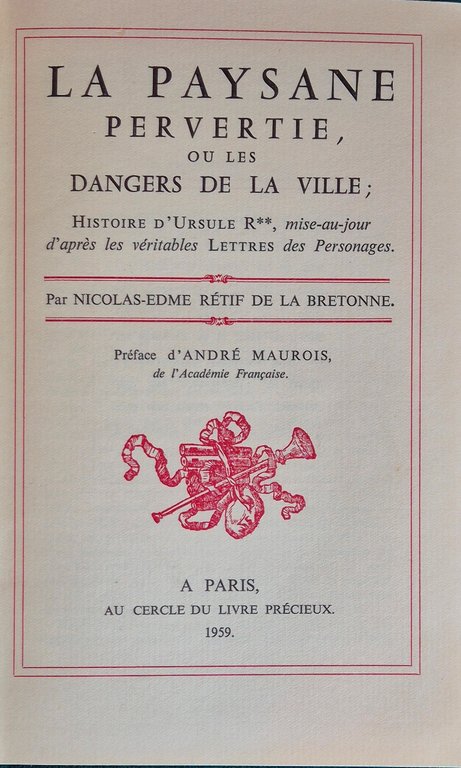 LA PAYSANE
PERVERTIE,
OU LES
DANGERS DE LA VILLE;
HISTOIRE D'URSULE R**, mise-au-jour
d'après les véritables LETTRES des Personages.
Par NICOLAS-EDME RÉTIF DE LA BRETONNE.
Préface d'ANDRÉ MAUROIS,
de l'Académie Française.
A PARIS,
AU CERCLE DU LIVRE PRÉCIEUX.
1959.